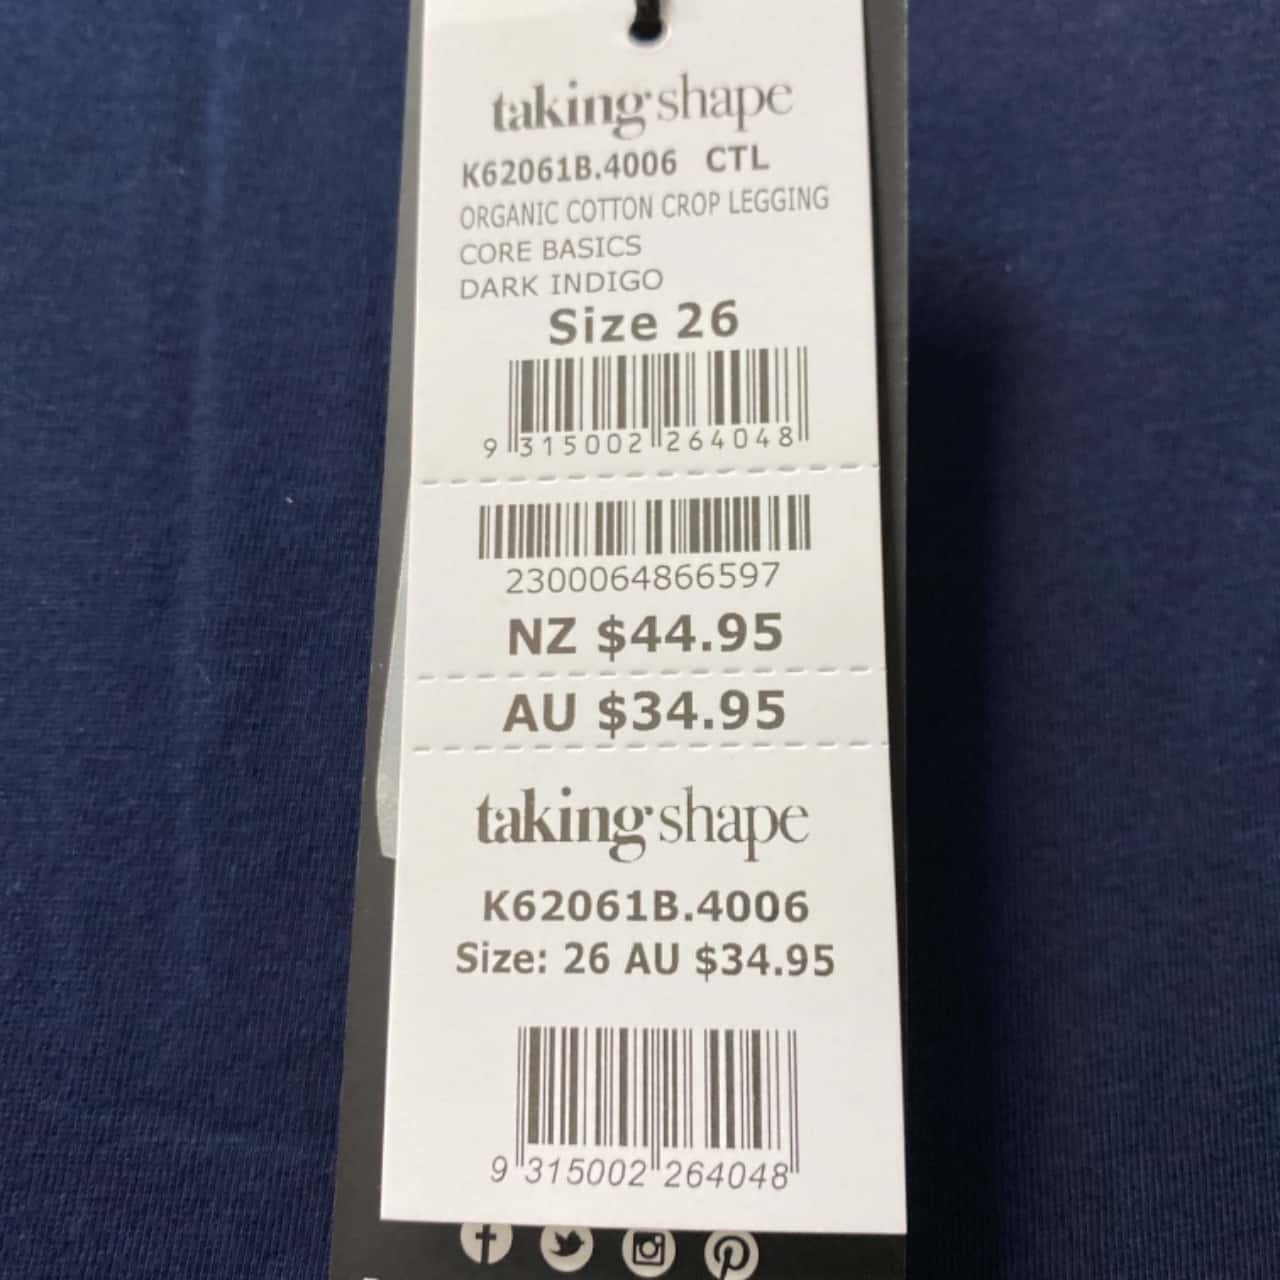 taking shape
K62061B.4006 CTL
ORGANIC COTTON CROP LEGGING
CORE BASICS
DARK INDIGO
Size 26
9 315002 264048
2300064866597
NZ $44.95
AU $34.95
taking shape
K62061B.4006
Size: 26 AU $34.95
9 315002 264048